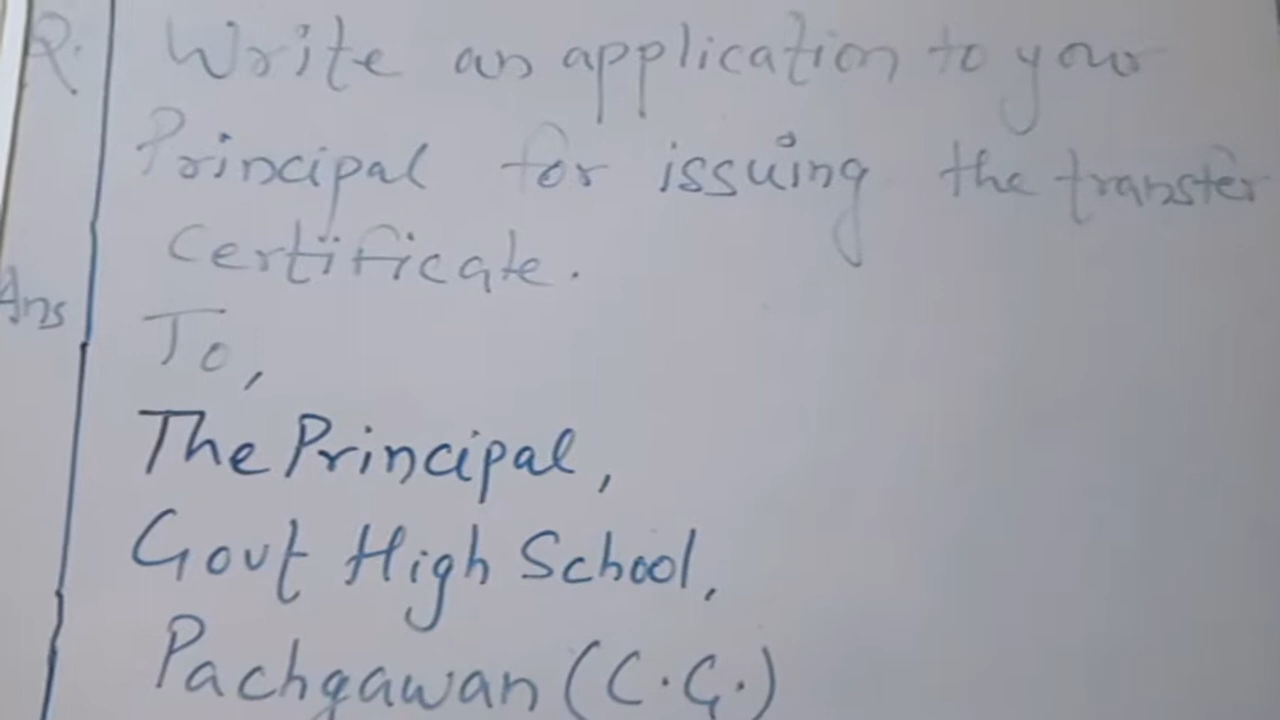 Q. Write an application to your
Principal for issuing the transfer
Certificate.
Ans To,
The Principal,
Govt High School,
Pachgawan (C.G.)